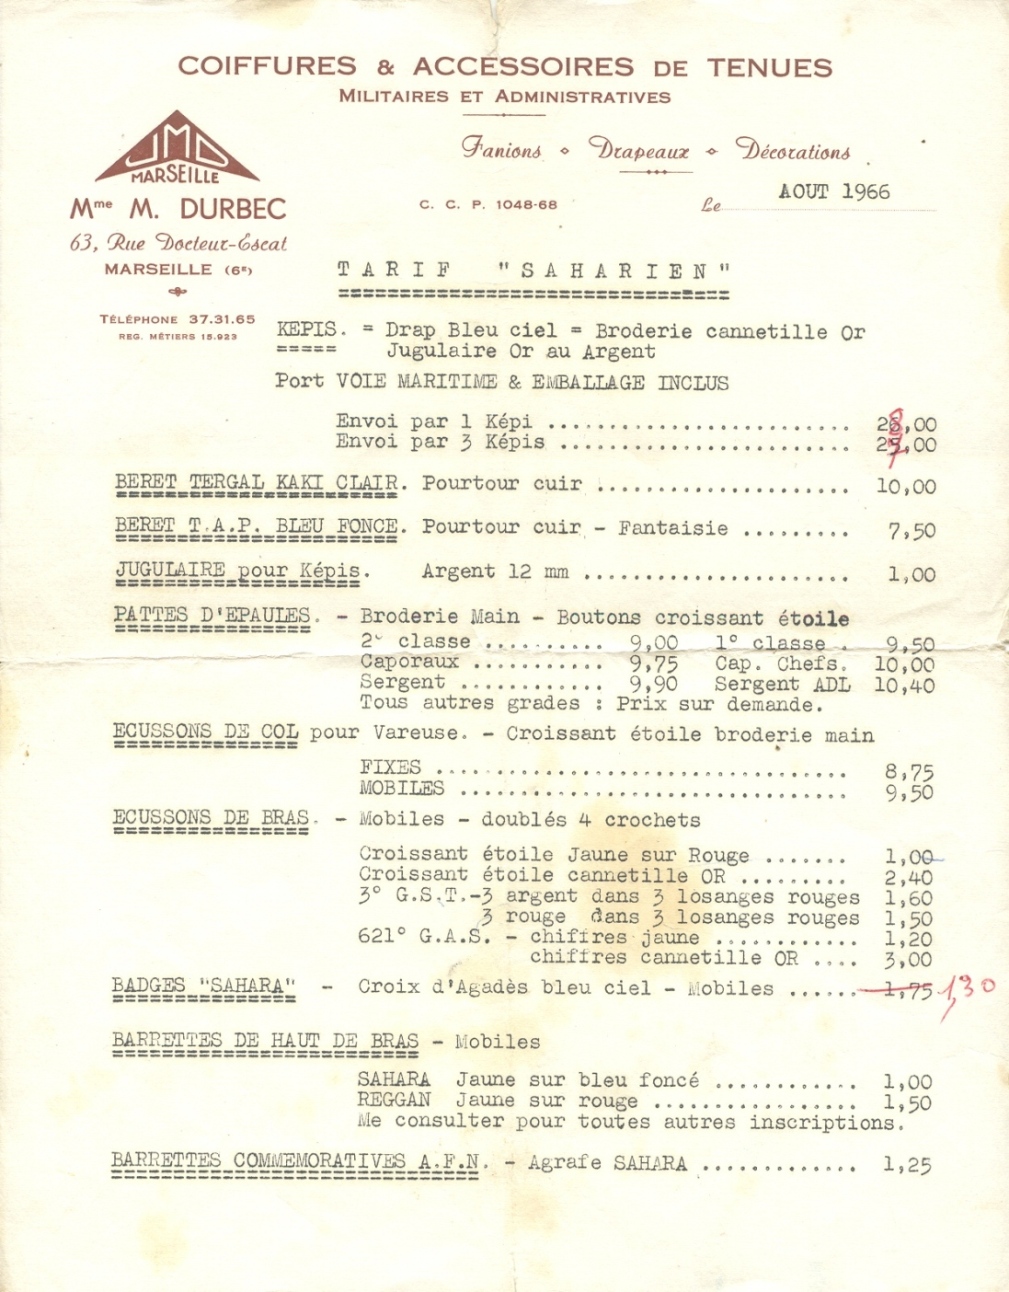 COIFFURES & ACCESSOIRES DE TENUES
MILITAIRES ET ADMINISTRATIVES
Fanions ⋄ Drapeaux ⋄ Décorations
JMD
MARSEILLE
AOUT 1966
Mme M. DURBEC
C. C. P. 1048-68
Le
63, Rue Docteur-Escat
MARSEILLE (6E)
TÉLÉPHONE 37.31.65
REG. MÉTIERS 15.923
TARIF "SAHARIEN"
KEPIS. = Drap Bleu ciel = Broderie cannetille Or
Jugulaire Or au Argent
Port VOIE MARITIME & EMBALLAGE INCLUS
Envoi par 1 Képi ......................... 28,00
Envoi par 3 Képis ........................ 27,00
BERET TERGAL KAKI CLAIR. Pourtour cuir ..................... 10,00
BERET T.A.P. BLEU FONCE. Pourtour cuir - Fantaisie ......... 7,50
JUGULAIRE pour Képis. Argent 12 mm ...................... 1,00
PATTES D'EPAULES. - Broderie Main - Boutons croissant étoile
2° classe .......... 9,00 1° classe . 9,50
Caporaux ........... 9,75 Cap. Chefs. 10,00
Sergent ............ 9,90 Sergent ADL 10,40
Tous autres grades : Prix sur demande.
ECUSSONS DE COL pour Vareuse. - Croissant étoile broderie main
FIXES .................................. 8,75
MOBILES ................................ 9,50
ECUSSONS DE BRAS. - Mobiles - doublés 4 crochets
Croissant étoile Jaune sur Rouge ....... 1,00
Croissant étoile cannetille OR ......... 2,40
3° G.S.T.-3 argent dans 3 losanges rouges 1,60
3 rouge dans 3 losanges rouges 1,50
621° G.A.S. - chiffres jaune ............ 1,20
chiffres cannetille OR .... 3,00
BADGES "SAHARA" - Croix d'Agadès bleu ciel - Mobiles ...... 1,75 1,30
BARRETTES DE HAUT DE BRAS - Mobiles
SAHARA Jaune sur bleu foncé ............ 1,00
REGGAN Jaune sur rouge ................. 1,50
Me consulter pour toutes autres inscriptions.
BARRETTES COMMEMORATIVES A.F.N. - Agrafe SAHARA ............. 1,25